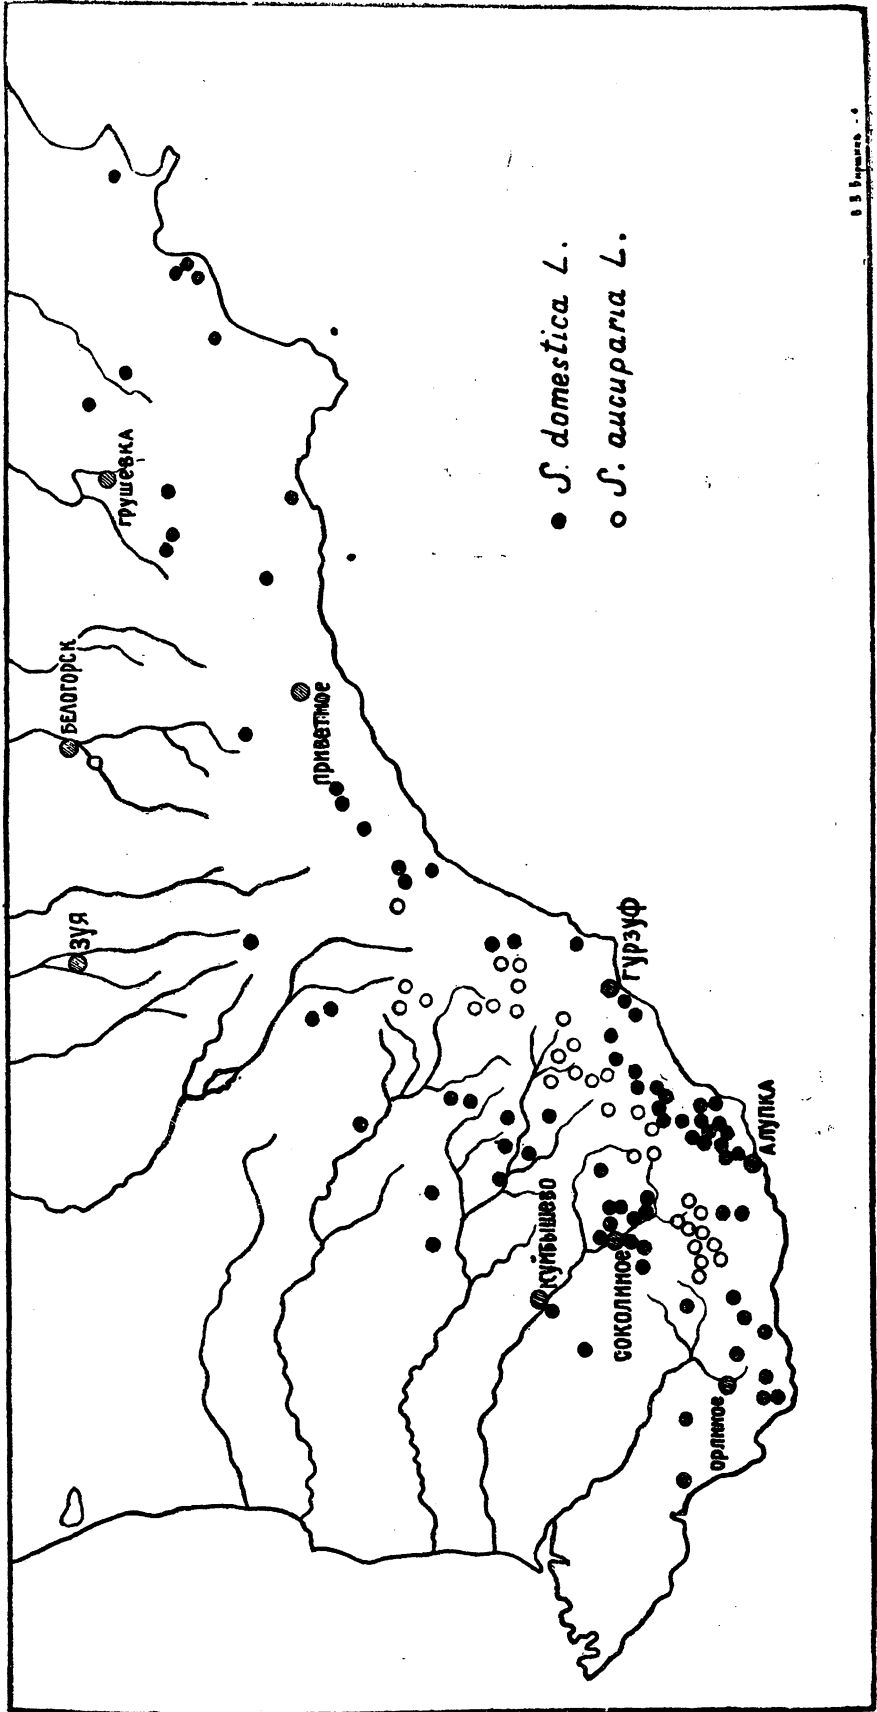 ГРУШЕВКА
БЕЛОГОРСК
ПРИВЕТНОЕ
ЗУЯ
ГУРЗУФ
АЛУПКА
КУЙБЫШЕВО
СОКОЛИНОЕ
ОРЛИНОЕ
S. domestica L.
S. aucuparia L.